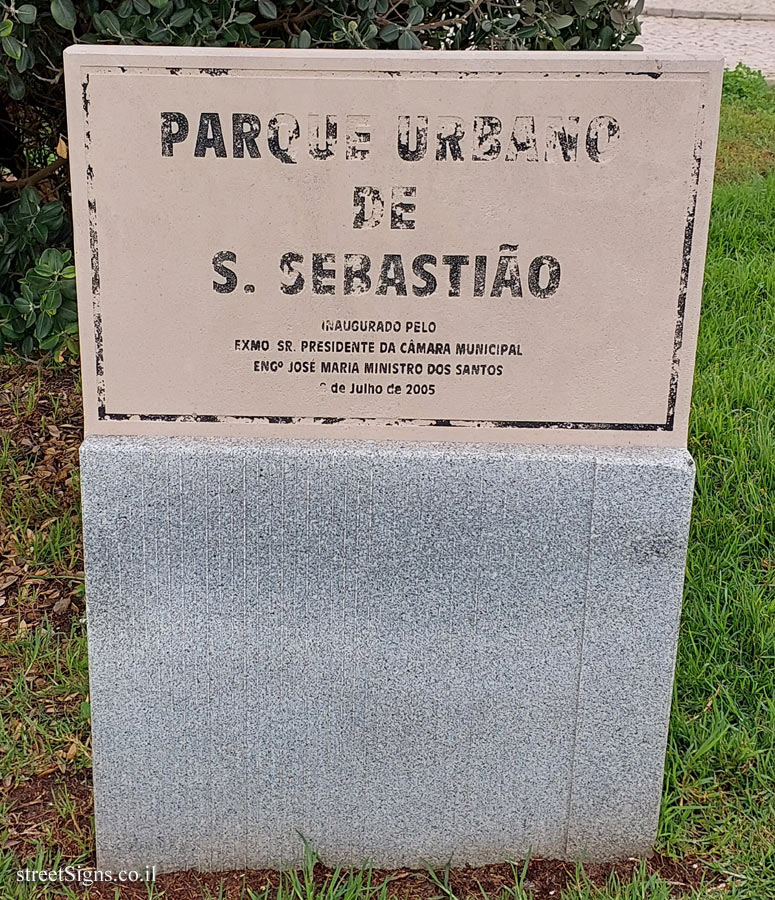 PARQUE URBANO
DE
S. SEBASTIÃO
INAUGURADO PELO
EXMO SR. PRESIDENTE DA CÂMARA MUNICIPAL
ENGº JOSÉ MARIA MINISTRO DOS SANTOS
de Julho de 2005
streetSigns.co.il